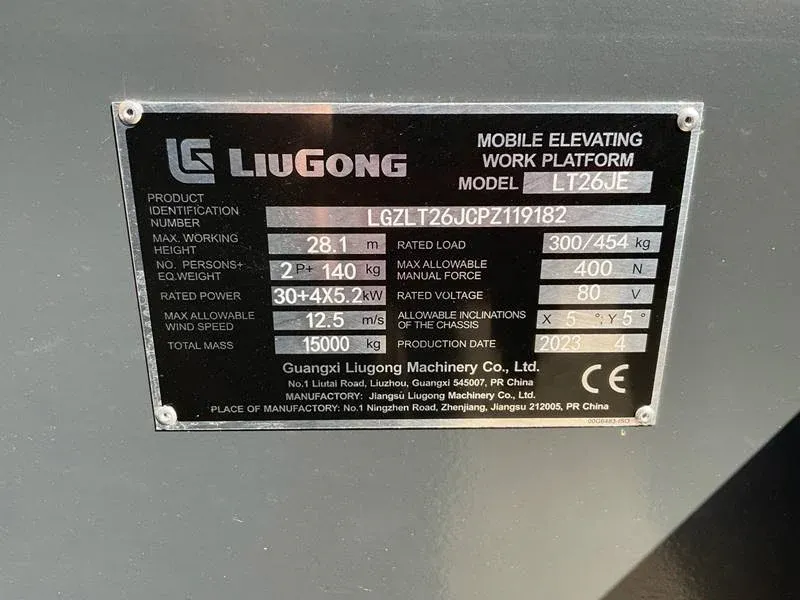 LG LIUGONG
MOBILE ELEVATING
WORK PLATFORM
MODEL LT26JE
PRODUCT
IDENTIFICATION
NUMBER LGZLT26JCPZ119182
MAX. WORKING
HEIGHT 28.1 m
RATED LOAD 300/454 kg
NO. PERSONS+
EQ.WEIGHT 2 P+ 140 kg
MAX ALLOWABLE
MANUAL FORCE 400 N
RATED POWER 30+4X5.2kW
RATED VOLTAGE 80 V
MAX ALLOWABLE
WIND SPEED 12.5 m/s
ALLOWABLE INCLINATIONS
OF THE CHASSIS X 5 °; Y 5 °
TOTAL MASS 15000 kg
PRODUCTION DATE 2023 4
Guangxi Liugong Machinery Co., Ltd.
No.1 Liutai Road, Liuzhou, Guangxi 545007, PR China
MANUFACTORY: Jiangsu Liugong Machinery Co., Ltd.
PLACE OF MANUFACTORY: No.1 Ningzhen Road, Zhenjiang, Jiangsu 212005, PR China
CE